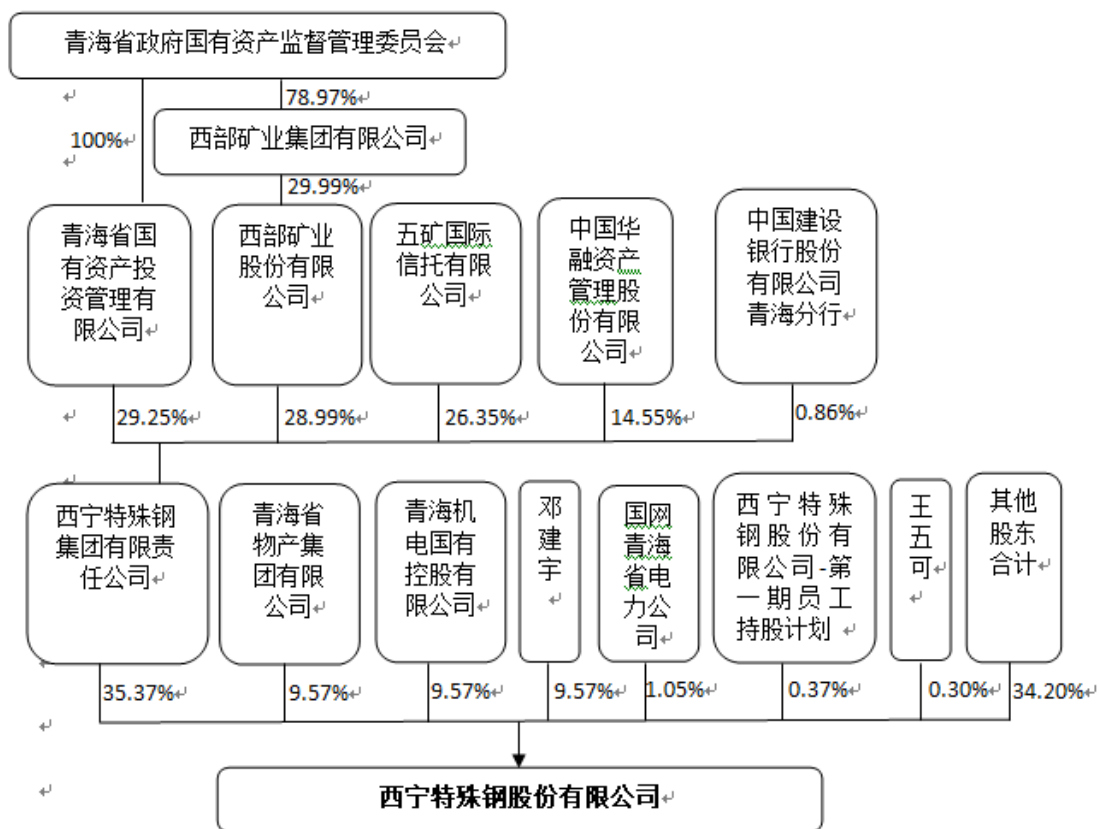 青海省政府国有资产监督管理委员会
78.97%
100%
西部矿业集团有限公司
29.99%
青海省国
有资产投
资管理有
限公司
西部矿业
股份有限
公司
五矿国际
信托有限
公司
中国华
融资产
管理股
份有限
公司
中国建设
银行股份
有限公司
青海分行
29.25%
28.99%
26.35%
14.55%
0.86%
西宁特殊钢
集团有限责
任公司
青海省
物产集
团有限
公司
青海机
电国有
控股有
限公司
邓
建
宇
国网
青海
省电
力公
司
西宁特殊
钢股份有
限公司-第
一期员工
持股计划
王
五
可
其他
股东
合计
35.37%
9.57%
9.57%
9.57%
1.05%
0.37%
0.30%
34.20%
西宁特殊钢股份有限公司